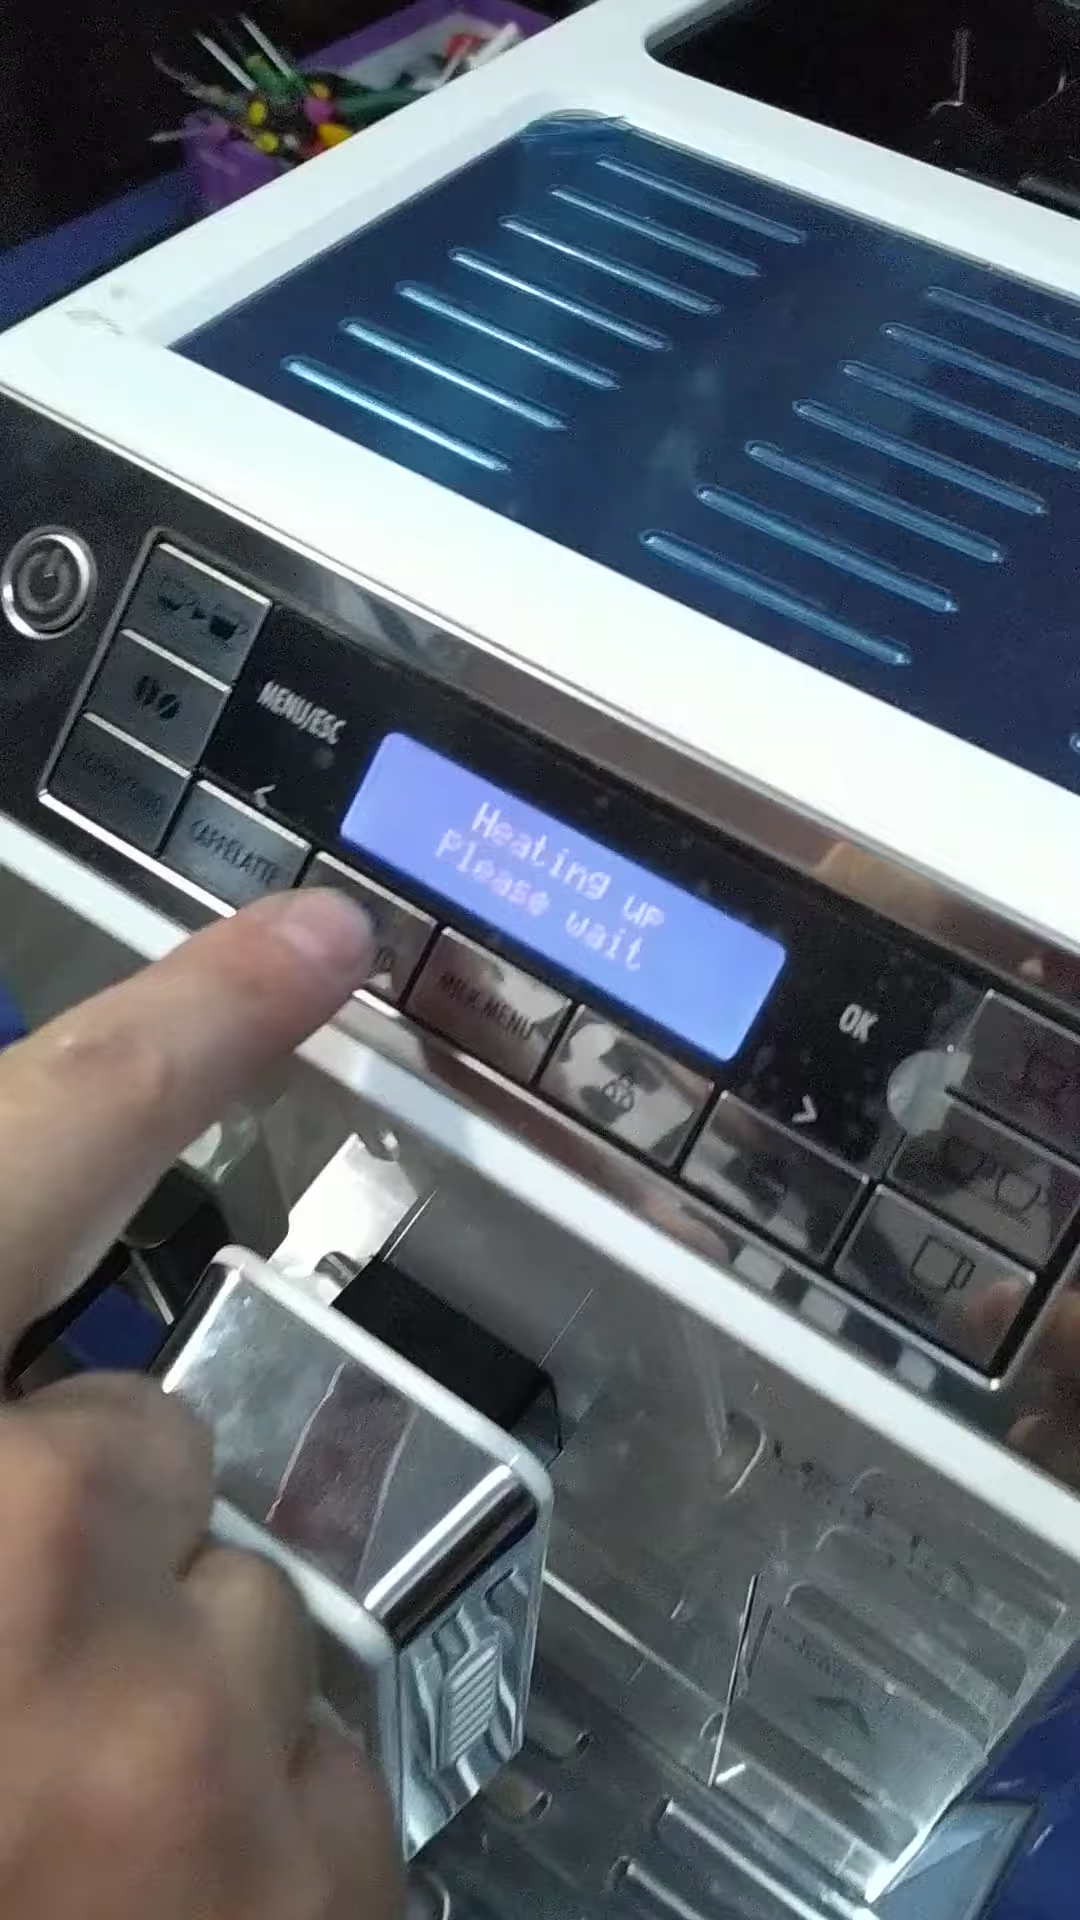 MENU/ESC
<
Heating up
Please wait
OK
>
CAFFELATTE
MILK MENU